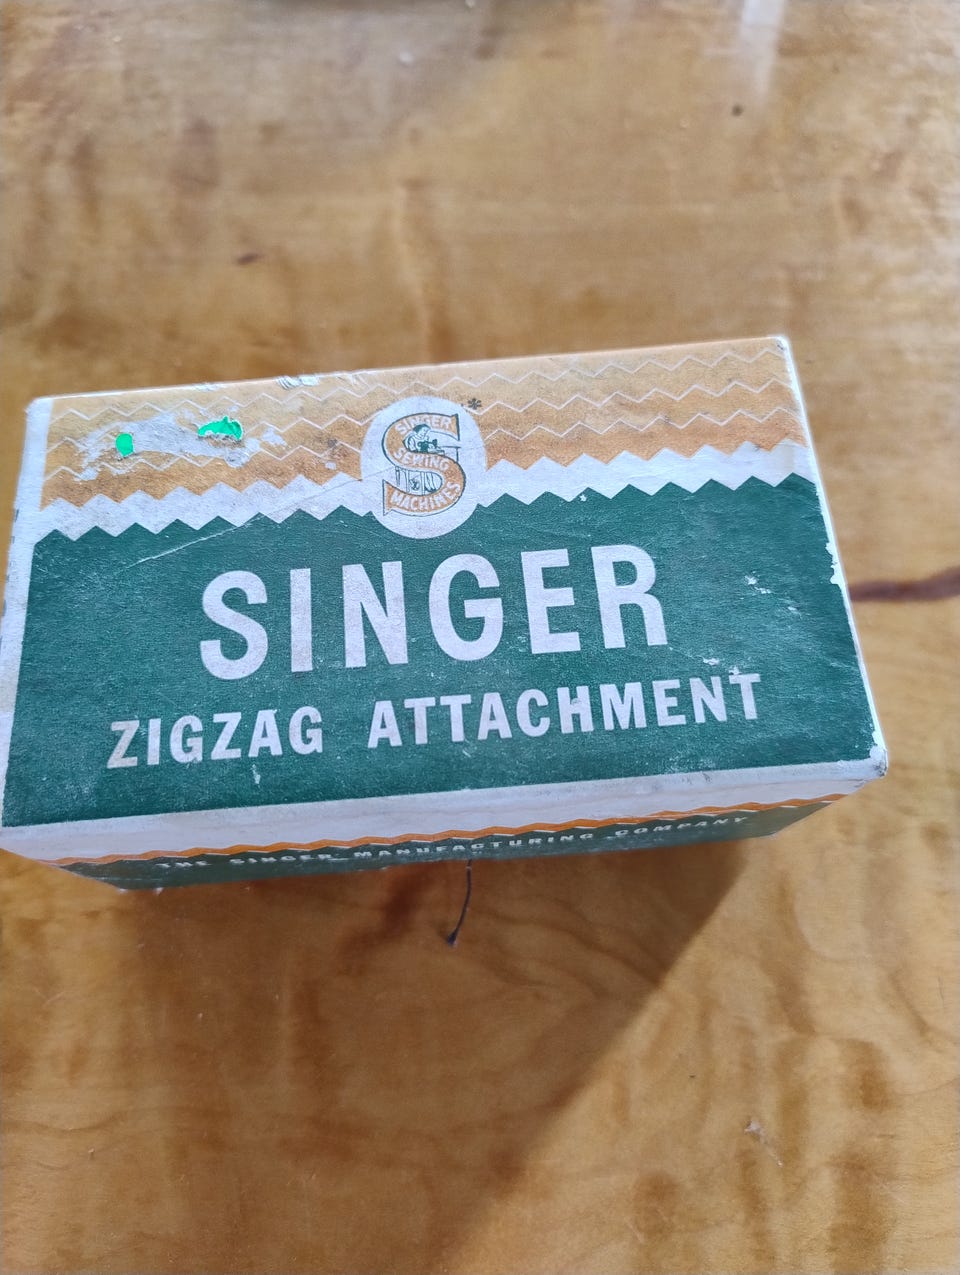 SINGER
SEWING
MACHINES
*
SINGER
ZIGZAG ATTACHMENT
THE SINGER MANUFACTURING COMPANY